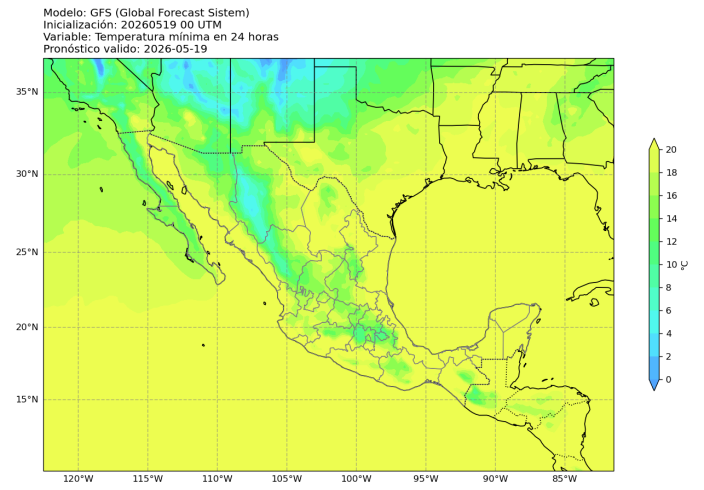 Modelo: GFS (Global Forecast Sistem)
Inicialización: 20260519 00 UTM
Variable: Temperatura mínima en 24 horas
Pronóstico valido: 2026-05-19
35°N
30°N
25°N
20°N
15°N
120°W
115°W
110°W
105°W
100°W
95°W
90°W
85°W
20
18
16
14
12
10
8
6
4
2
0
°C